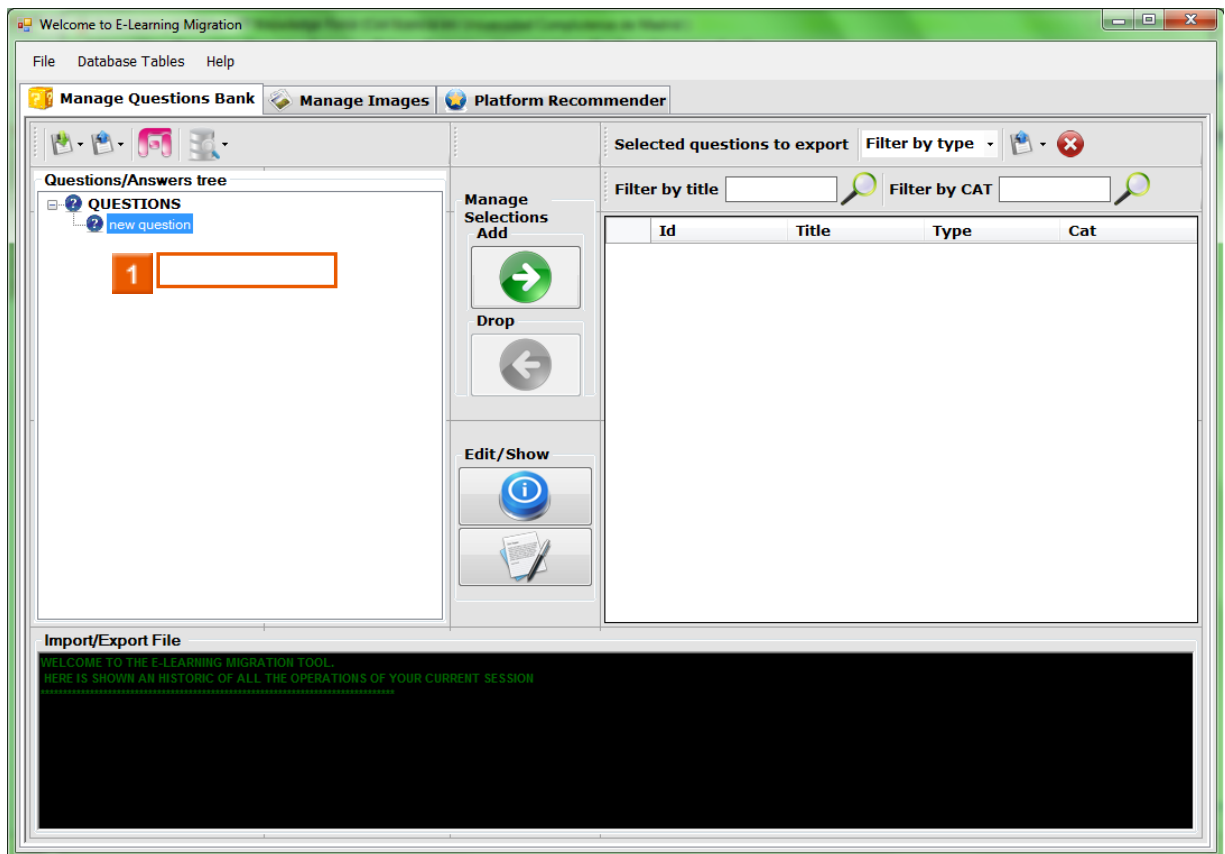 Welcome to E-Learning Migration
File Database Tables Help
Manage Questions Bank Manage Images Platform Recommender
Selected questions to export Filter by type
Questions/Answers tree
Filter by title Filter by CAT
QUESTIONS
new question
Manage
Selections
Add
Id Title Type Cat
1
Drop
Edit/Show
Import/Export File
WELCOME TO THE E-LEARNING MIGRATION TOOL.
HERE IS SHOWN AN HISTORIC OF ALL THE OPERATIONS OF YOUR CURRENT SESSION